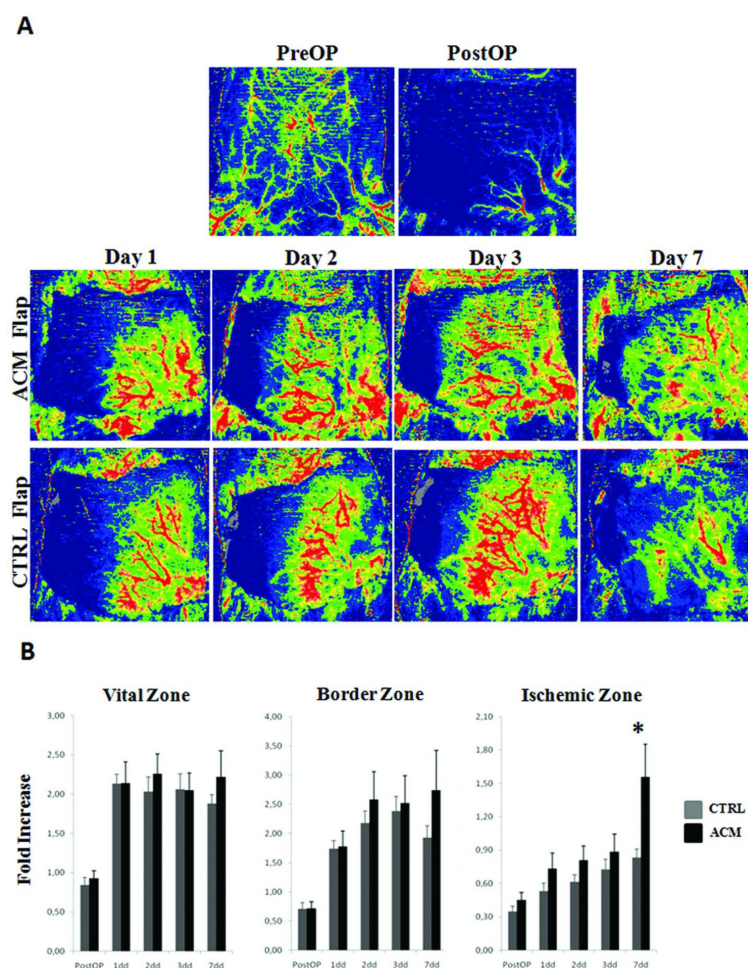 A
PreOP PostOP
Day 1 Day 2 Day 3 Day 7
ACM Flap
CTRL Flap
B
Vital Zone Border Zone Ischemic Zone
Fold Increase
3,00
2,50
2,00
1,50
1,00
0,50
0,00
PostOP 1dd 2dd 3dd 7dd
4,00
3,50
3,00
2,50
2,00
1,50
1,00
0,50
0,00
PostOP 1dd 2dd 3dd 7dd
2,10
1,80
1,50
1,20
0,90
0,60
0,30
0,00
PostOP 1dd 2dd 3dd 7dd
*
CTRL
ACM